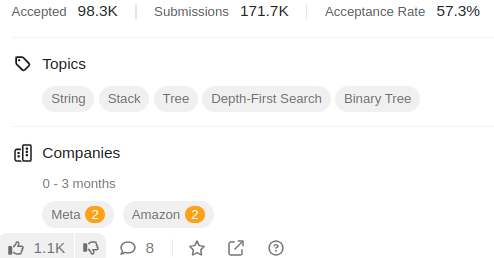 Accepted 98.3K Submissions 171.7K Acceptance Rate 57.3%
Topics
String Stack Tree Depth-First Search Binary Tree
Companies
0 - 3 months
Meta 2 Amazon 2
1.1K 8